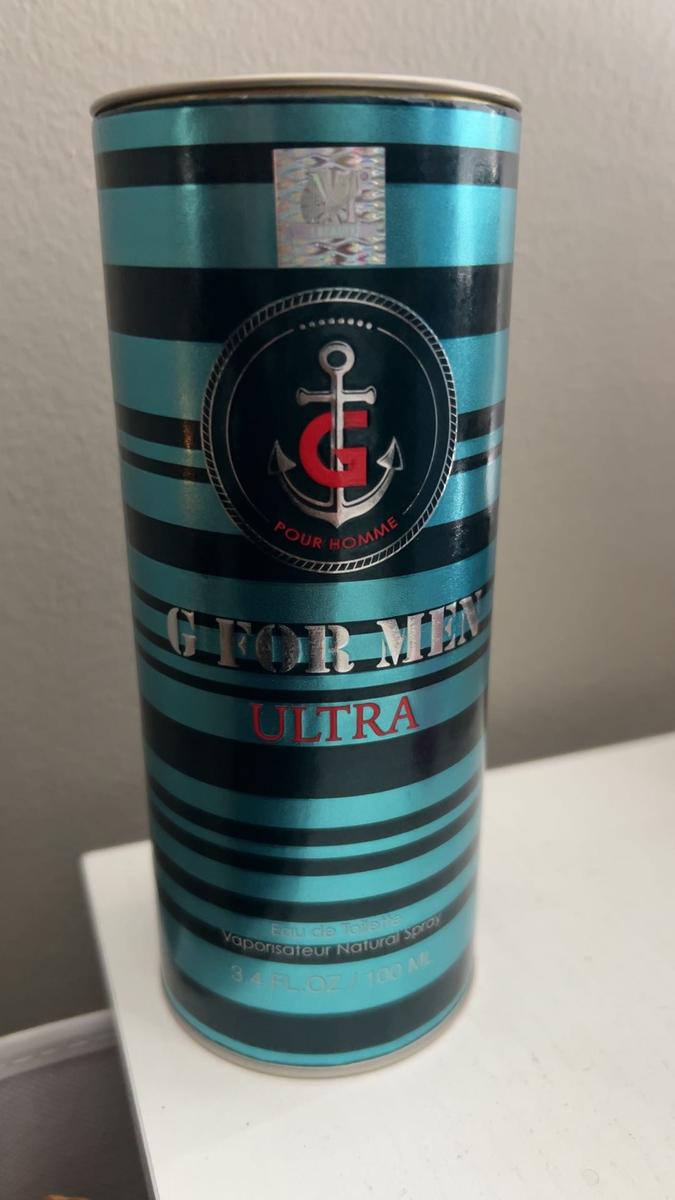 G
POUR HOMME
G FOR MEN
ULTRA
Eau de Toilette
Vaporisateur Natural Spray
3.4 FL.OZ / 100 ML